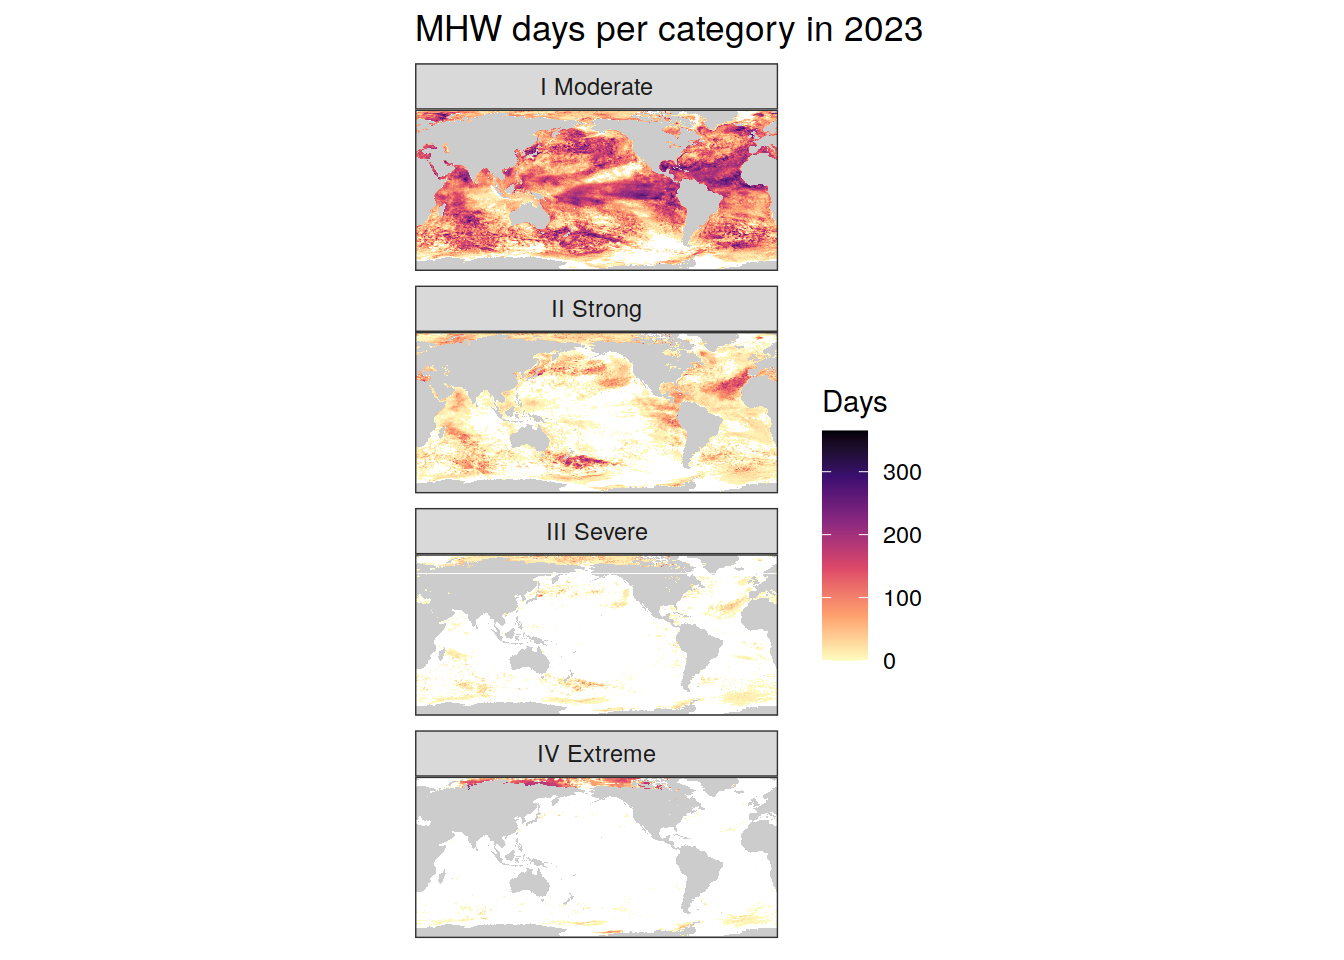 MHW days per category in 2023
I Moderate
II Strong
III Severe
IV Extreme
Days
300
200
100
0